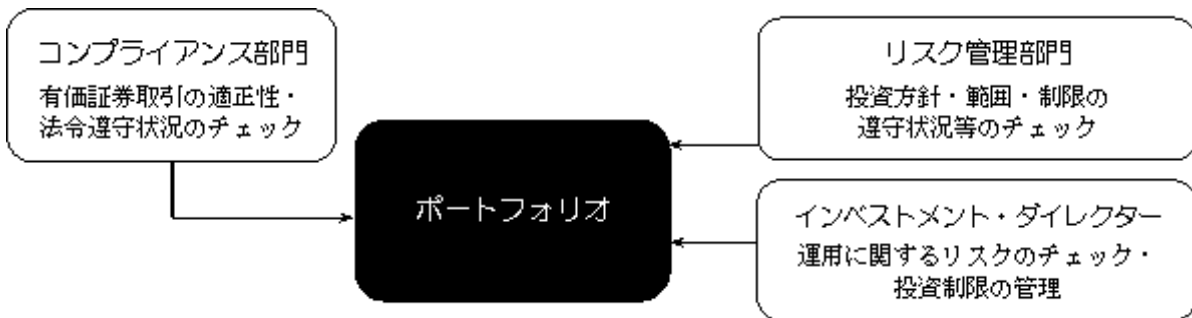 コンプライアンス部門
有価証券取引の適正性・
法令遵守状況のチェック
リスク管理部門
投資方針・範囲・制限の
遵守状況等のチェック
ポートフォリオ
インベストメント・ダイレクター
運用に関するリスクのチェック・
投資制限の管理